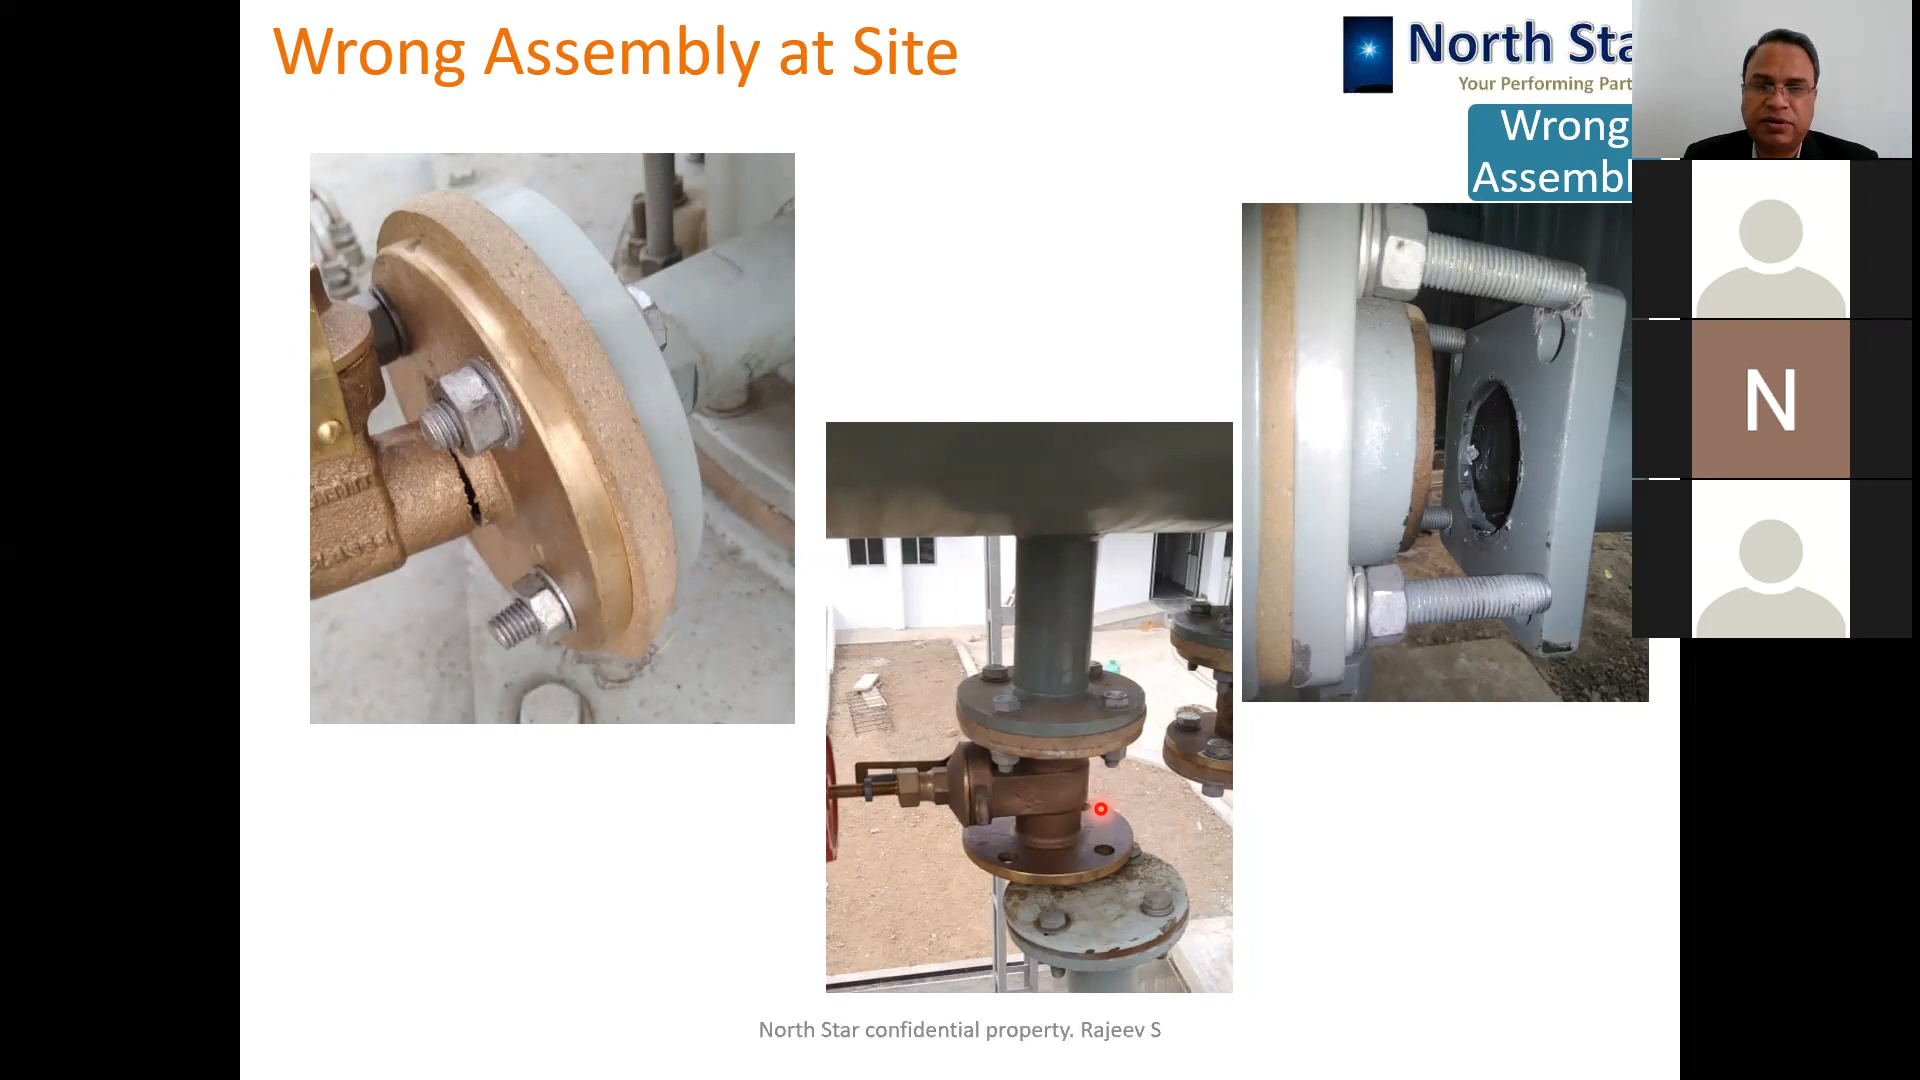 Wrong Assembly at Site
North Sta
Your Performing Part
Wrong
Assembl
N
North Star confidential property. Rajeev S